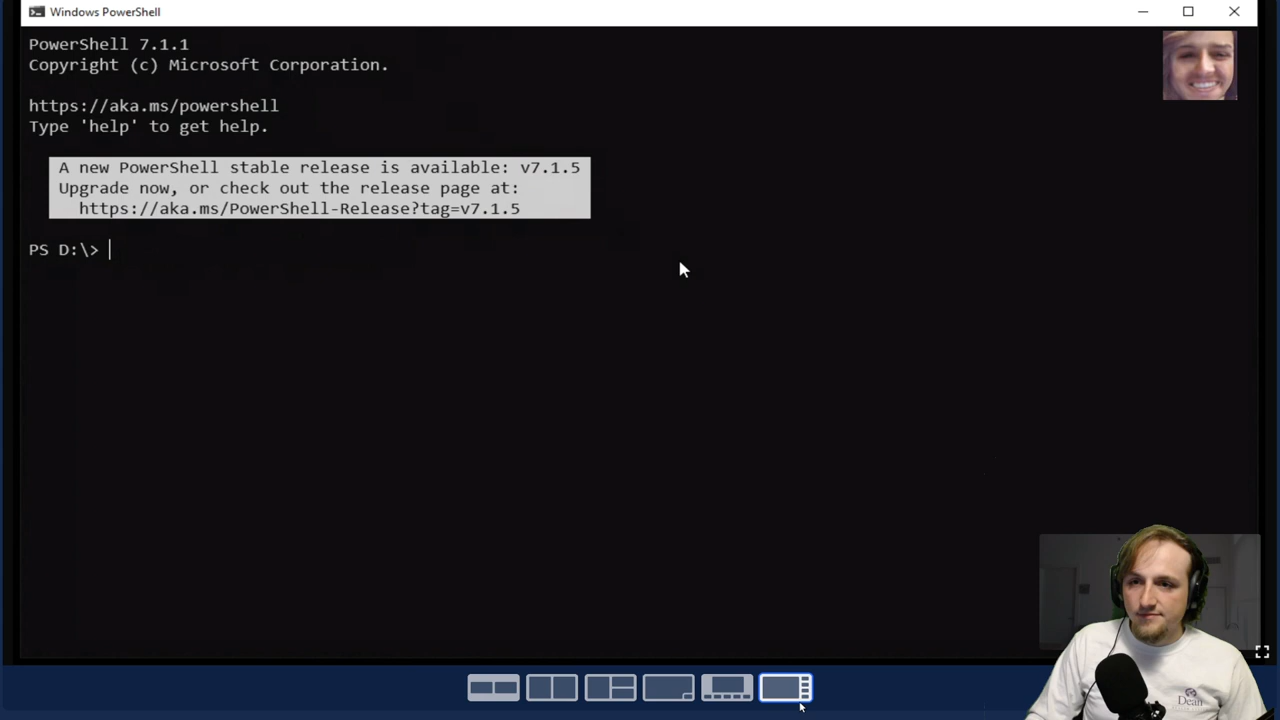 Windows PowerShell
PowerShell 7.1.1
Copyright (c) Microsoft Corporation.
https://aka.ms/powershell
Type 'help' to get help.
A new PowerShell stable release is available: v7.1.5
Upgrade now, or check out the release page at:
https://aka.ms/PowerShell-Release?tag=v7.1.5
PS D:\>
Dean